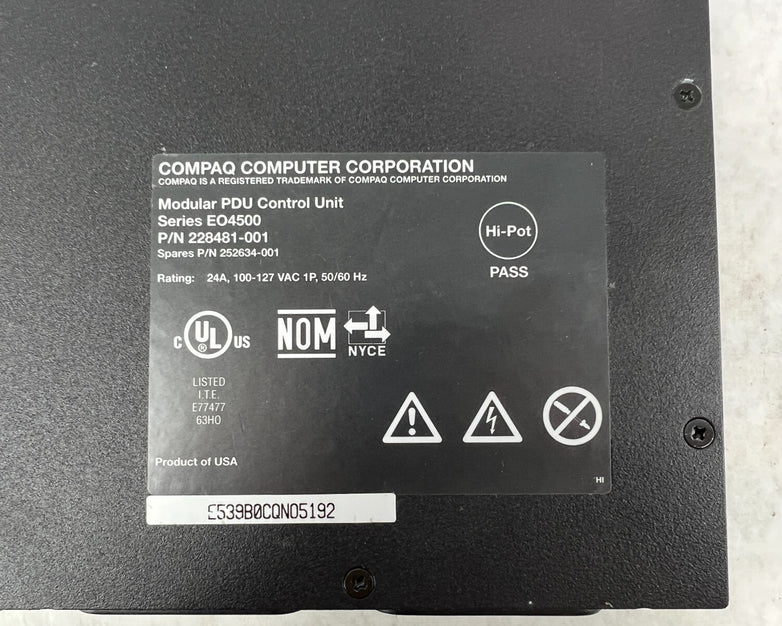 COMPAQ COMPUTER CORPORATION
COMPAQ IS A REGISTERED TRADEMARK OF COMPAQ COMPUTER CORPORATION
Modular PDU Control Unit
Series EO4500
P/N 228481-001
Spares P/N 252634-001
Hi-Pot
PASS
Rating: 24A, 100-127 VAC 1P, 50/60 Hz
C UL ® US
NOM
NYCE
LISTED
I.T.E.
E77477
63HO
Product of USA
HI
E539B0CQN05192